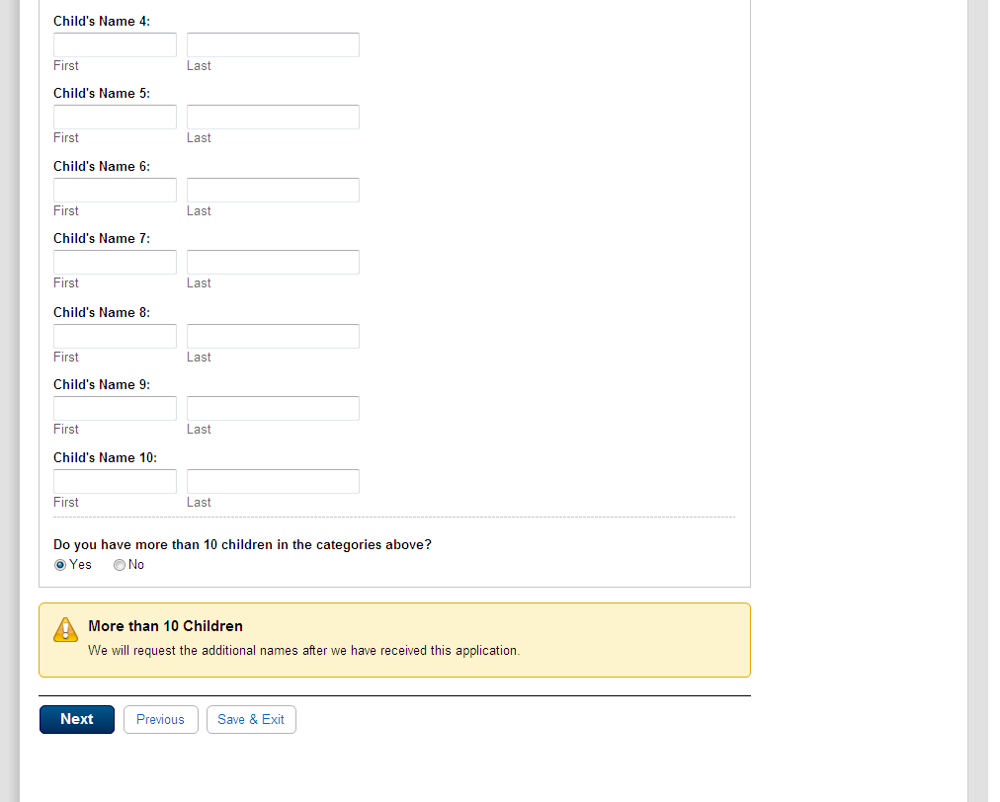 Child's Name 4:
First Last
Child's Name 5:
First Last
Child's Name 6:
First Last
Child's Name 7:
First Last
Child's Name 8:
First Last
Child's Name 9:
First Last
Child's Name 10:
First Last
Do you have more than 10 children in the categories above?
Yes No
More than 10 Children
We will request the additional names after we have received this application.
Next Previous Save & Exit